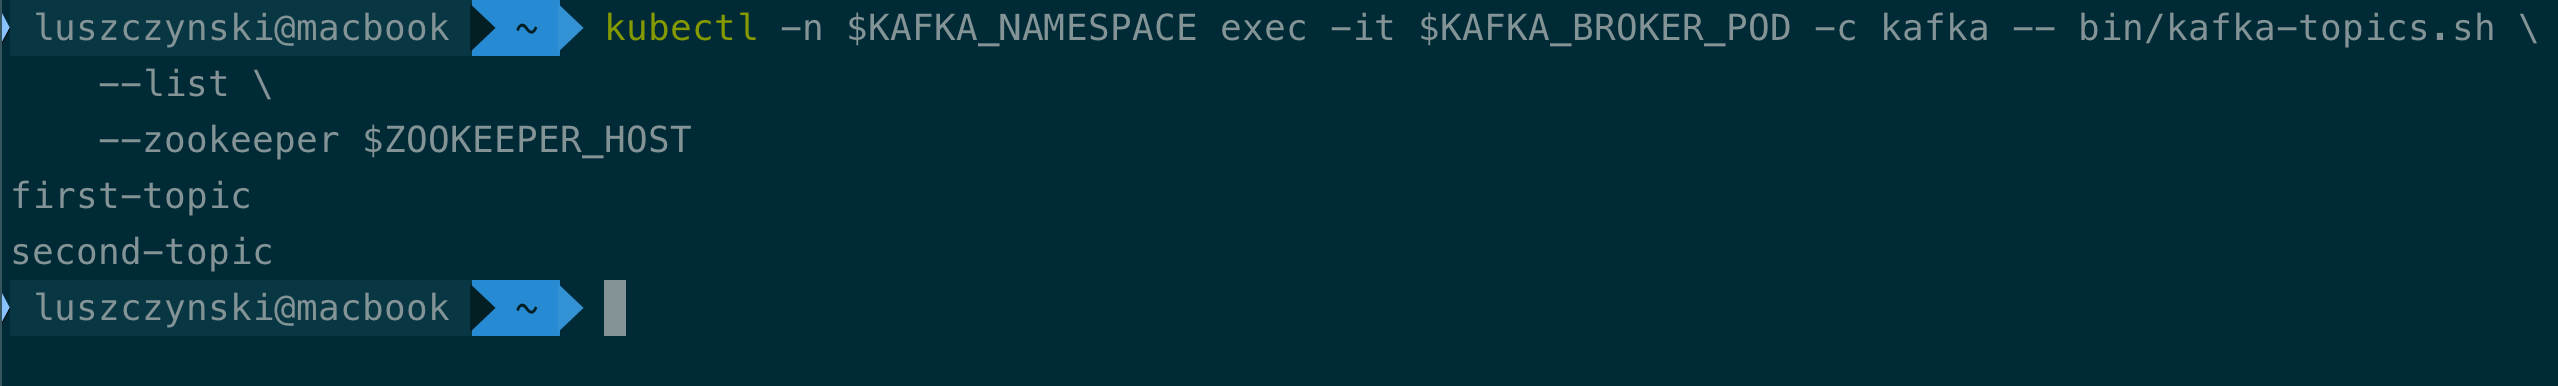 luszczynski@macbook ~ kubectl -n $KAFKA_NAMESPACE exec -it $KAFKA_BROKER_POD -c kafka -- bin/kafka-topics.sh \
--list \
--zookeeper $ZOOKEEPER_HOST
first-topic
second-topic
luszczynski@macbook ~